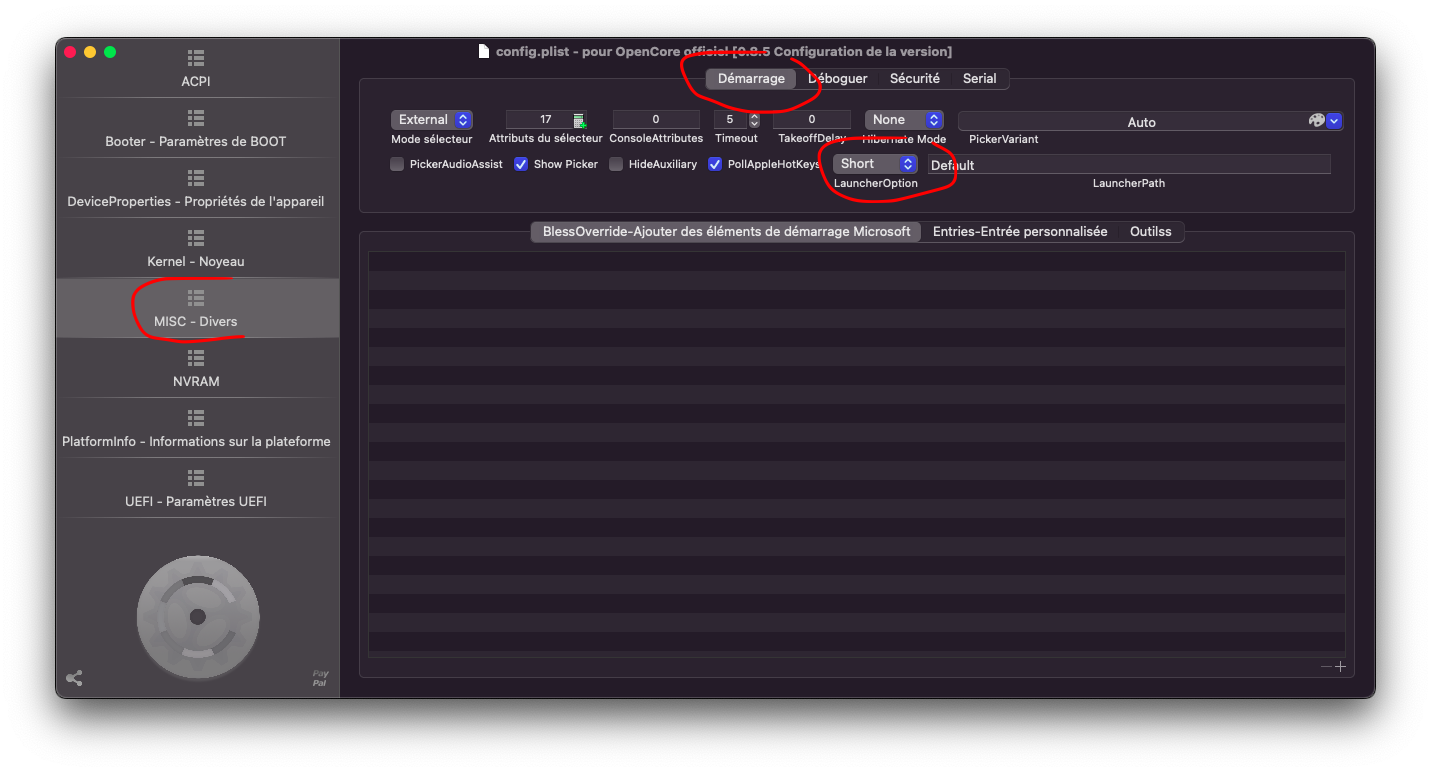 config.plist - pour OpenCore officiel [0.8.5 Configuration de la version]
ACPI
Booter - Paramètres de BOOT
DeviceProperties - Propriétés de l'appareil
Kernel - Noyeau
MISC - Divers
NVRAM
PlatformInfo - Informations sur la plateforme
UEFI - Paramètres UEFI
Pay
Pal
Démarrage Déboguer Sécurité Serial
External 17 0 5 0 None Auto
Mode sélecteur Attributs du sélecteur ConsoleAttributes Timeout TakeoffDelay Hibernate Mode PickerVariant
PickerAudioAssist Show Picker HideAuxiliary PollAppleHotKeys Short Default
LauncherOption LauncherPath
BlessOverride-Ajouter des éléments de démarrage Microsoft Entries-Entrée personnalisée Outilss